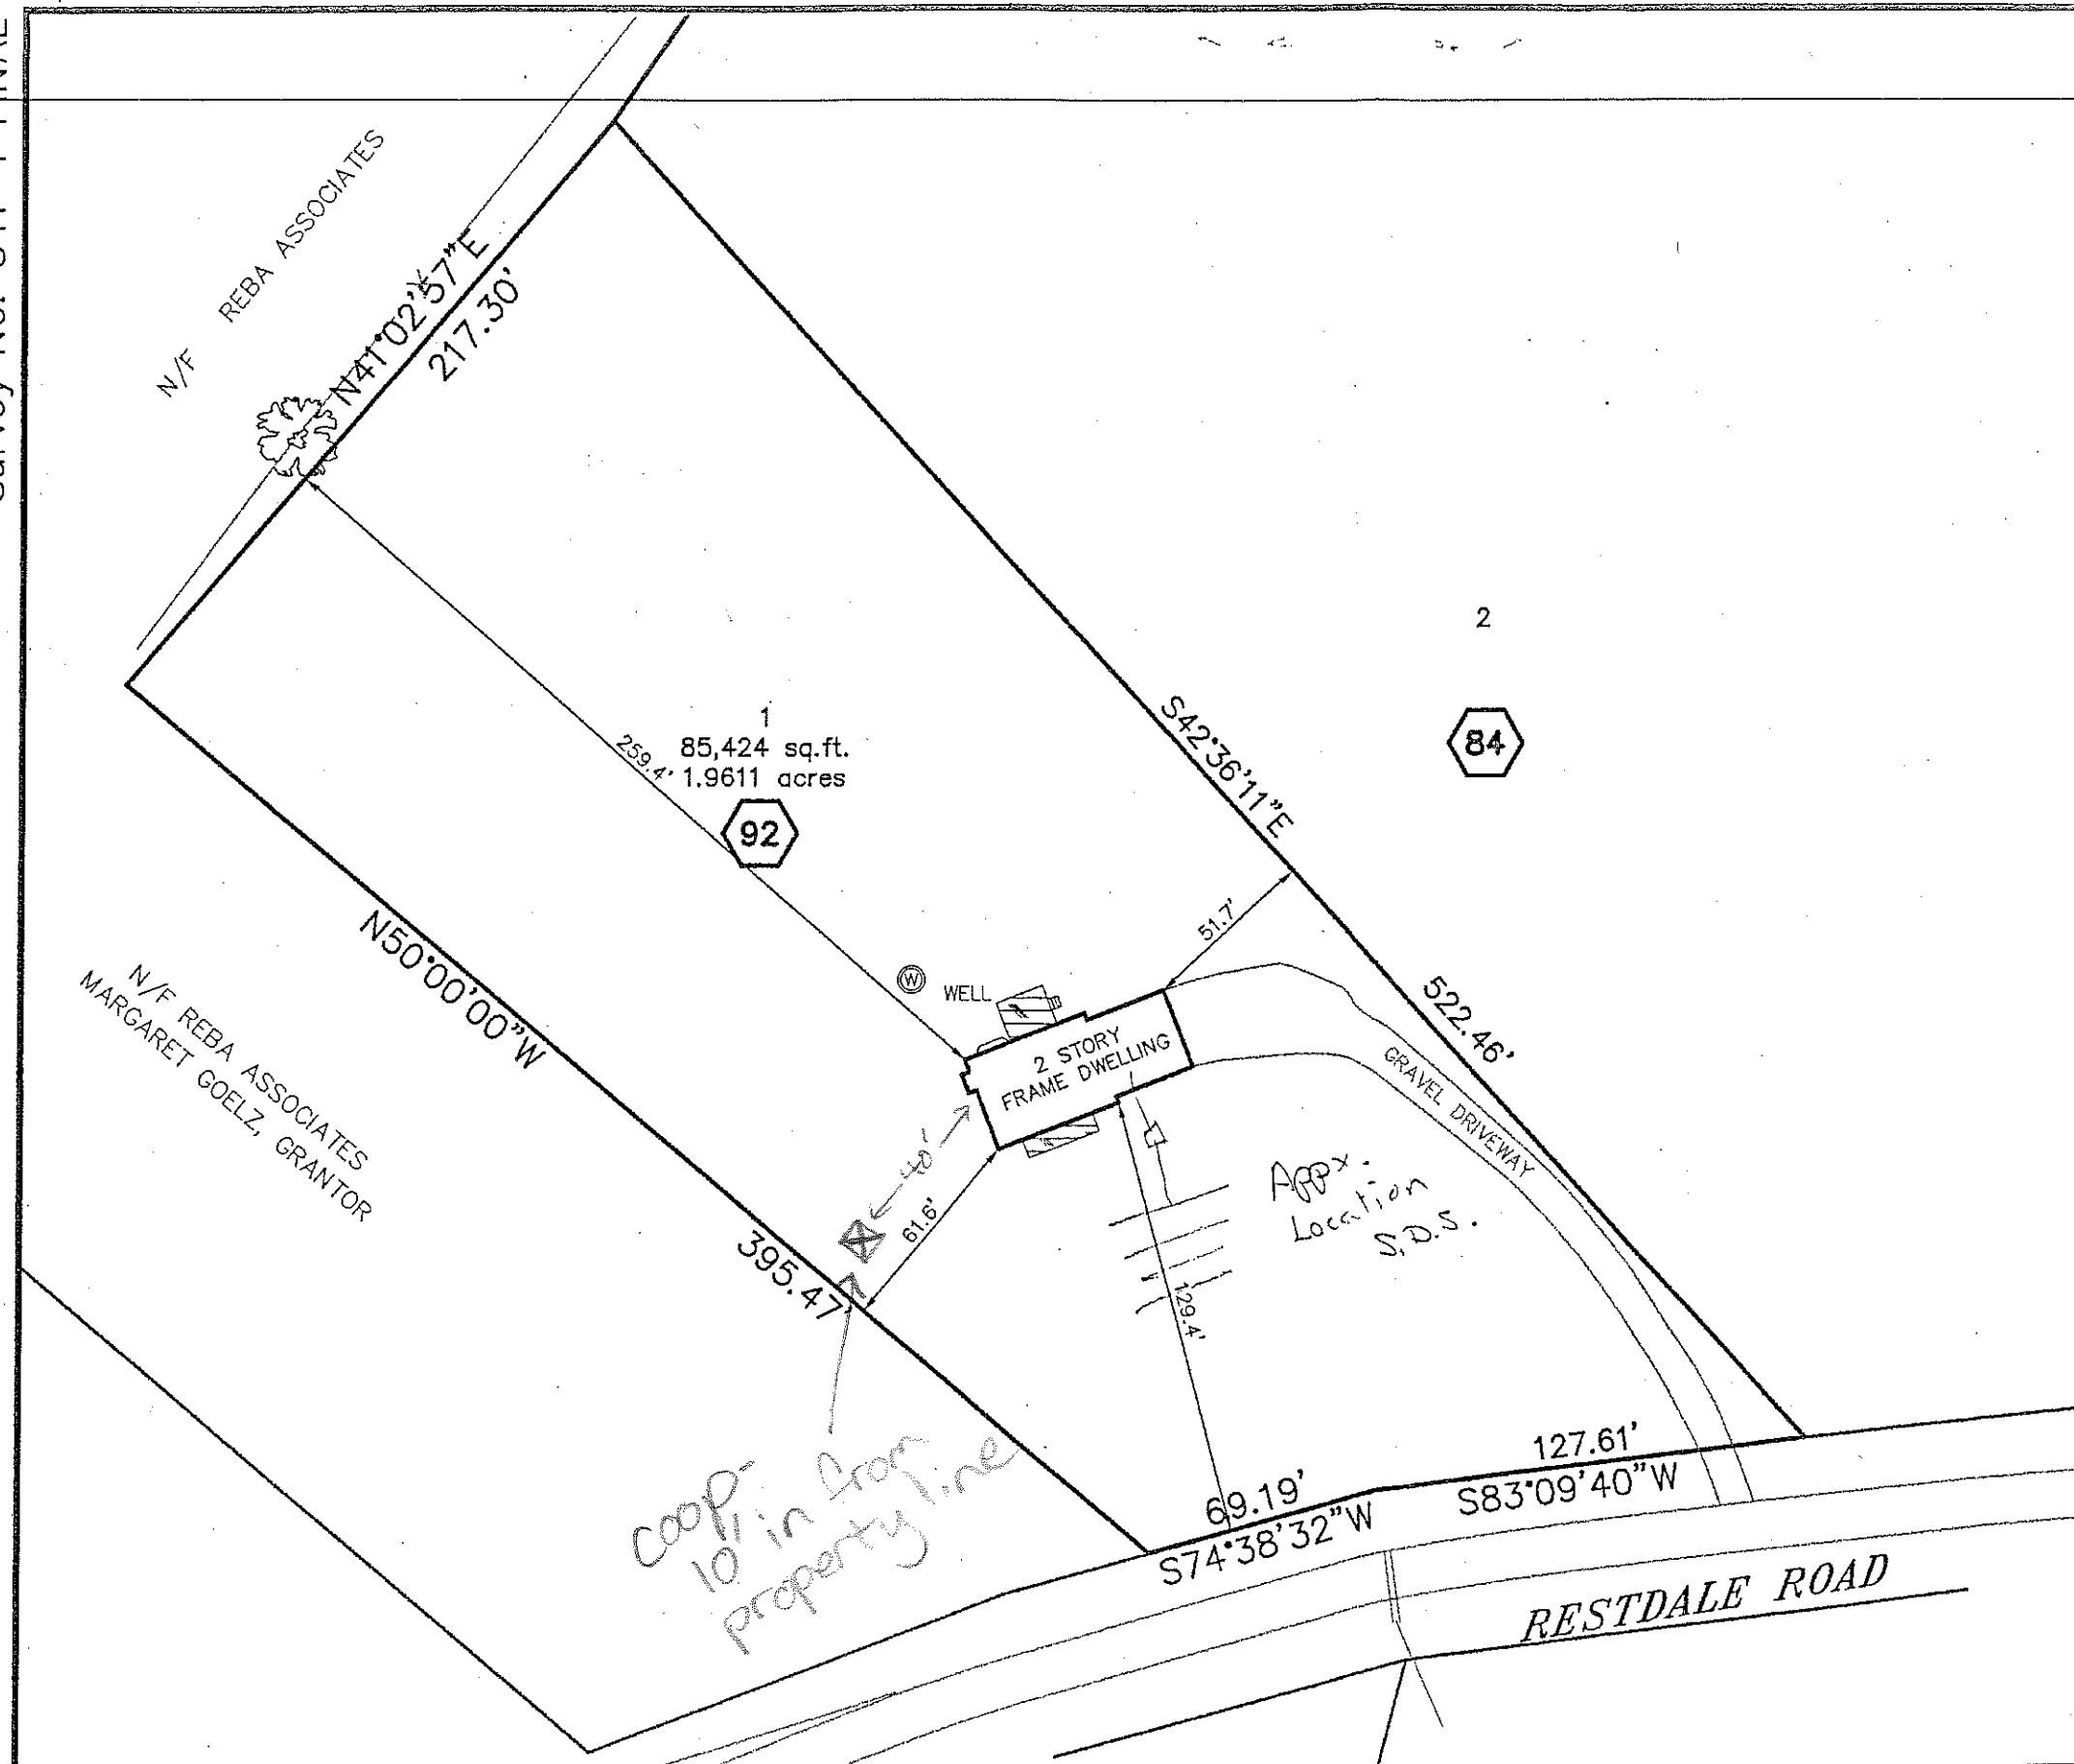 N/F REBA ASSOCIATES
N41°02'57"E
217.30'
1
85,424 sq.ft.
1.9611 acres
92
259.4'
2
84
S42°36'11"E
522.46'
51.7'
N50°00'00"W
395.47'
N/F REBA ASSOCIATES
MARGARET GOELZ, GRANTOR
W
WELL
2 STORY
FRAME DWELLING
GRAVEL DRIVEWAY
40'
61.6'
Appx.
Location
S.D.S.
129.4'
coop-
10' in from
property line
69.19'
S74°38'32"W
127.61'
S83°09'40"W
RESTDALE ROAD